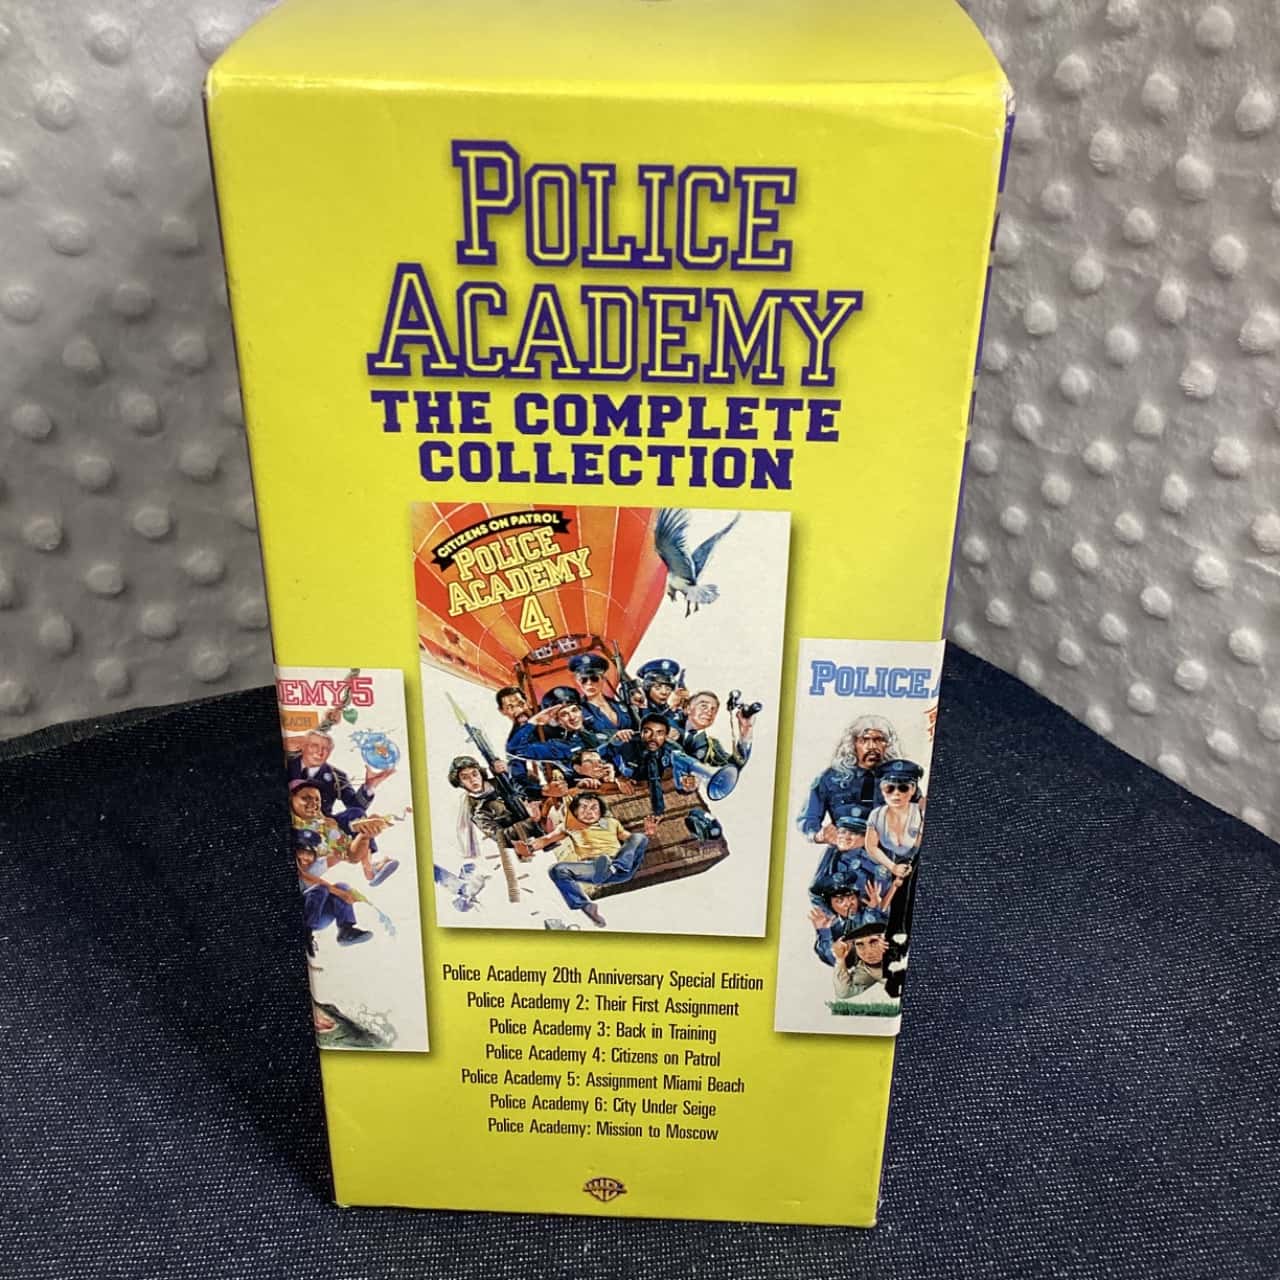 POLICE
ACADEMY
THE COMPLETE
COLLECTION
CITIZENS ON PATROL
POLICE
ACADEMY
4
EMY 5
EACH
POLICE
Police Academy 20th Anniversary Special Edition
Police Academy 2: Their First Assignment
Police Academy 3: Back in Training
Police Academy 4: Citizens on Patrol
Police Academy 5: Assignment Miami Beach
Police Academy 6: City Under Seige
Police Academy: Mission to Moscow